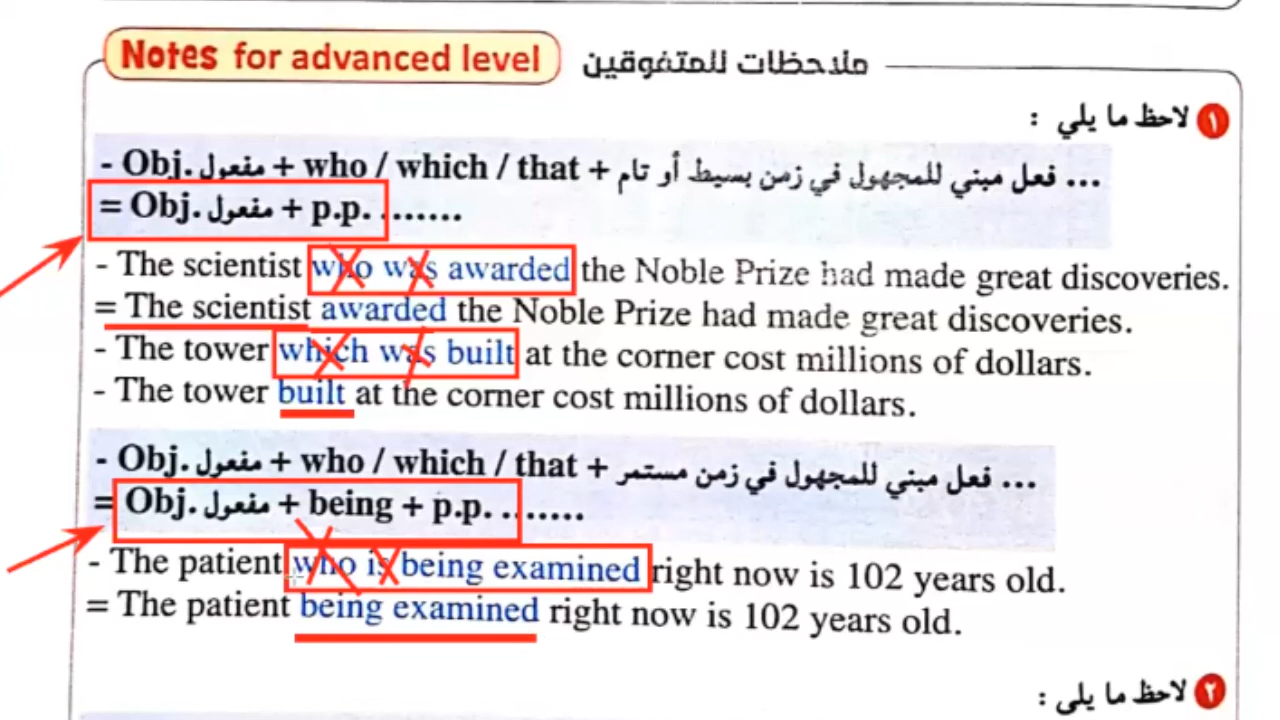 Notes for advanced level ملاحظات للمتفوقين
١ لاحظ ما يلي :
- Obj. مفعول + who / which / that + فعل مبني للمجهول في زمن بسيط أو تام ...
= Obj. مفعول + p.p. .......
- The scientist who was awarded the Noble Prize had made great discoveries.
= The scientist awarded the Noble Prize had made great discoveries.
- The tower which was built at the corner cost millions of dollars.
- The tower built at the corner cost millions of dollars.
- Obj. مفعول + who / which / that + فعل مبني للمجهول في زمن مستمر ...
= Obj. مفعول + being + p.p. .......
- The patient who is being examined right now is 102 years old.
= The patient being examined right now is 102 years old.
٢ لاحظ ما يلى :